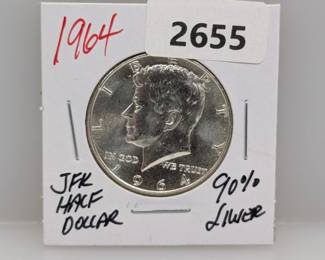 1964
2655
LIBERTY
IN GOD WE TRUST
1964
JFK
HALF
DOLLAR
90%
SILVER